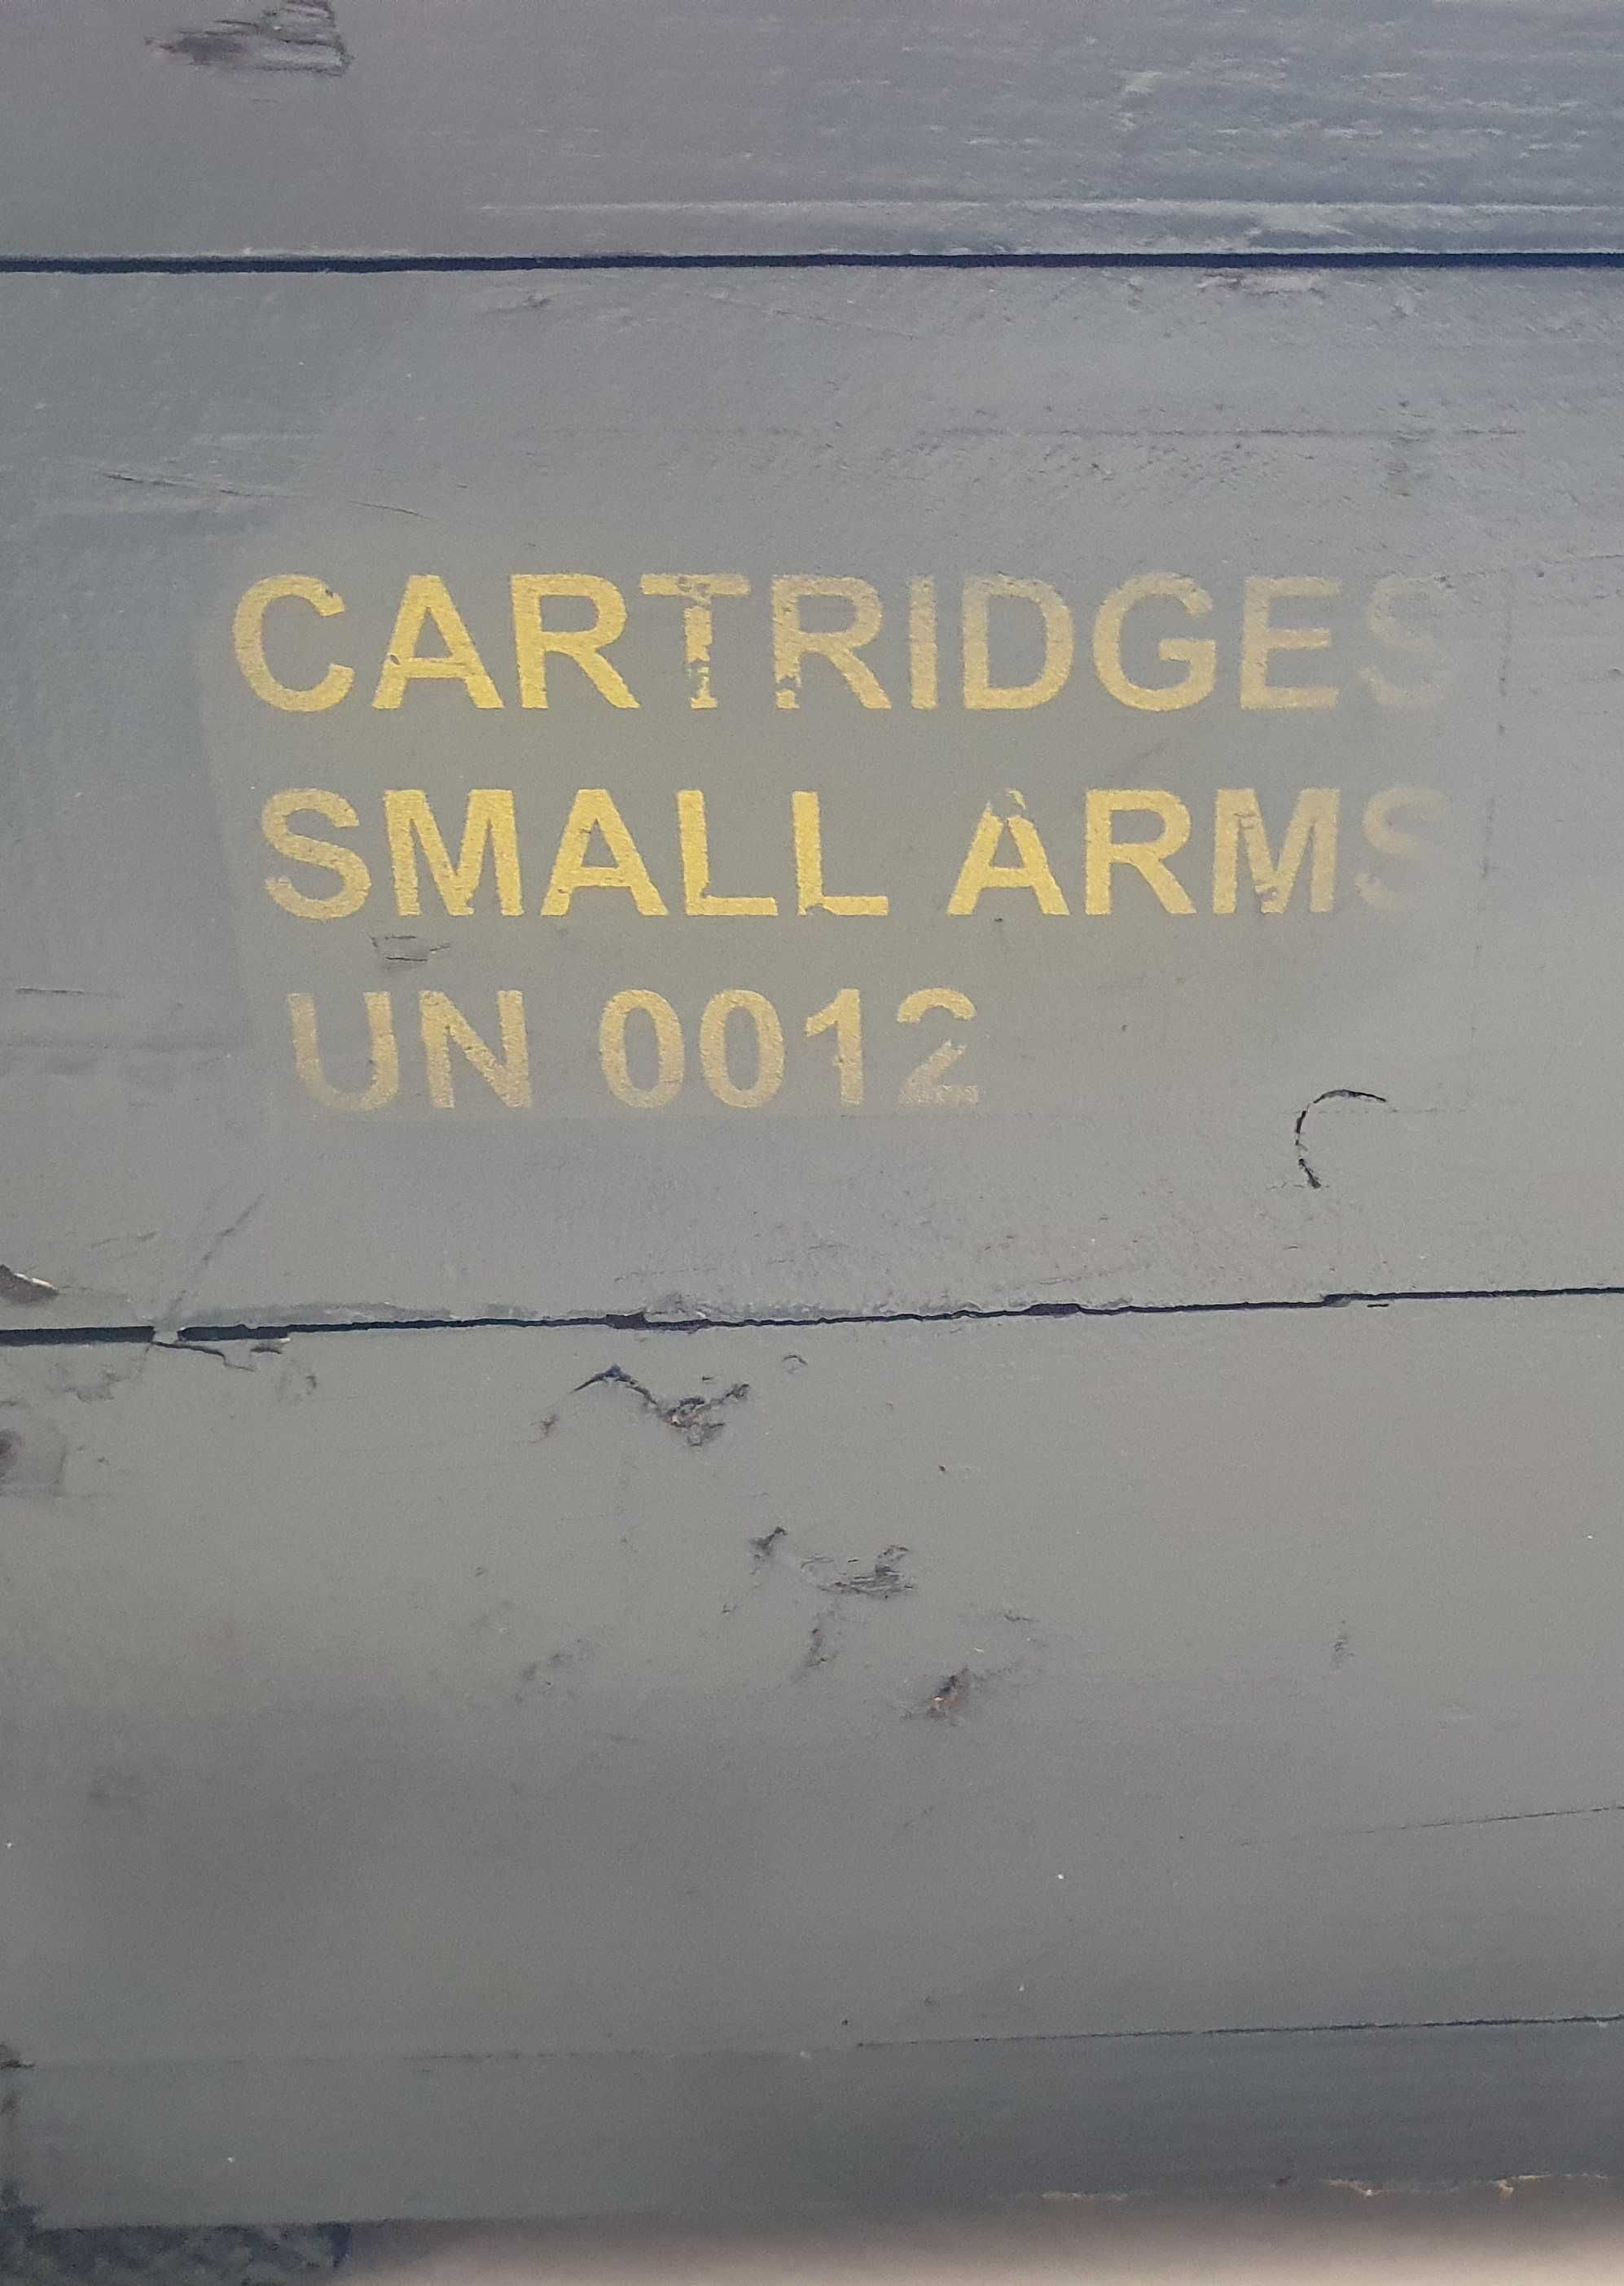 CARTRIDGES
SMALL ARMS
UN 0012